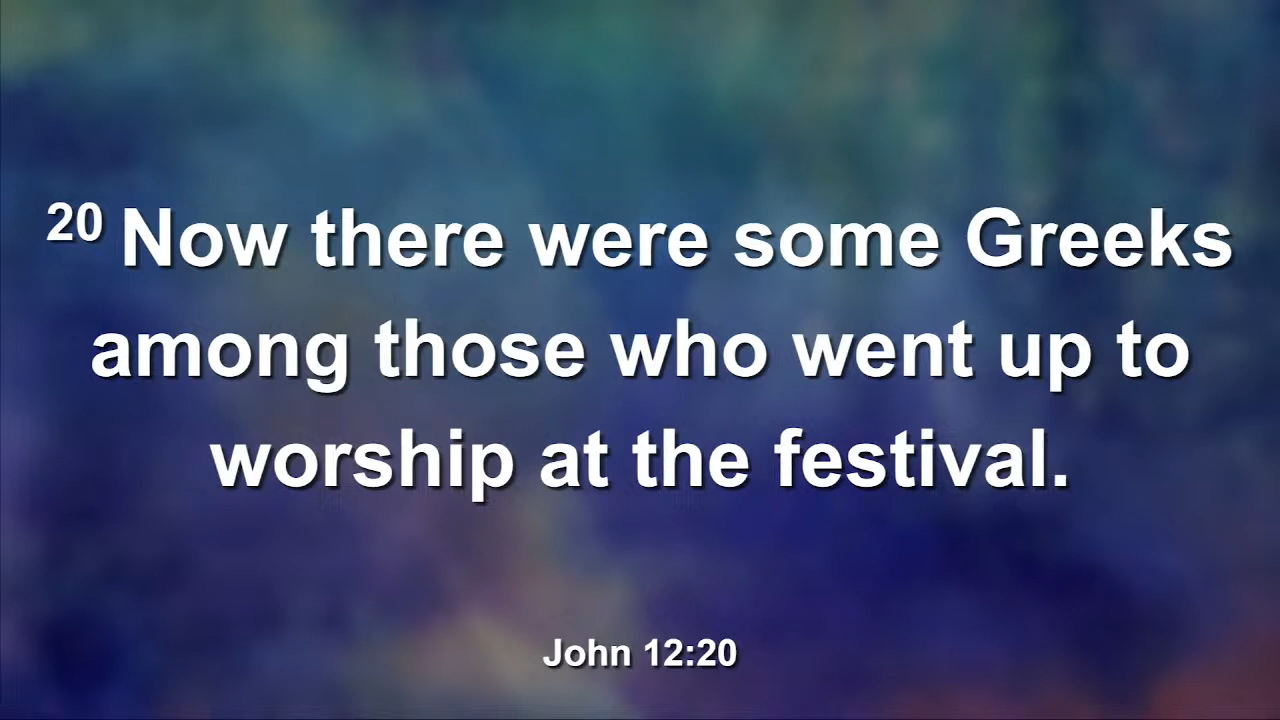 20 Now there were some Greeks
among those who went up to
worship at the festival.
John 12:20